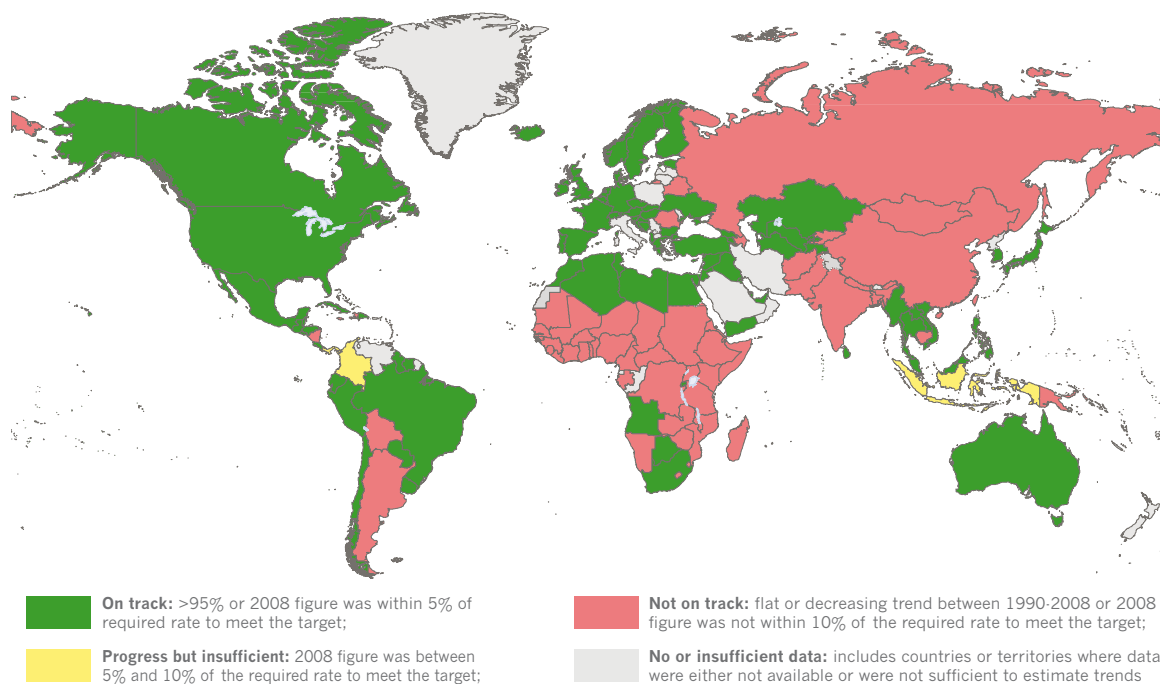 On track: >95% or 2008 figure was within 5% of
required rate to meet the target;
Progress but insufficient: 2008 figure was between
5% and 10% of the required rate to meet the target;
Not on track: flat or decreasing trend between 1990-2008 or 2008
figure was not within 10% of the required rate to meet the target;
No or insufficient data: includes countries or territories where data
were either not available or were not sufficient to estimate trends